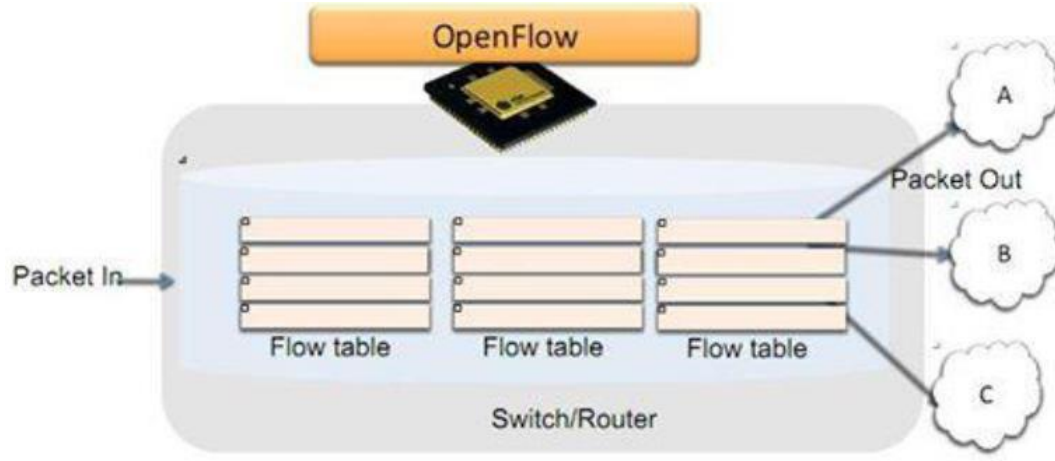 OpenFlow
A
Packet Out
B
Packet In
Flow table
Flow table
Flow table
C
Switch/Router